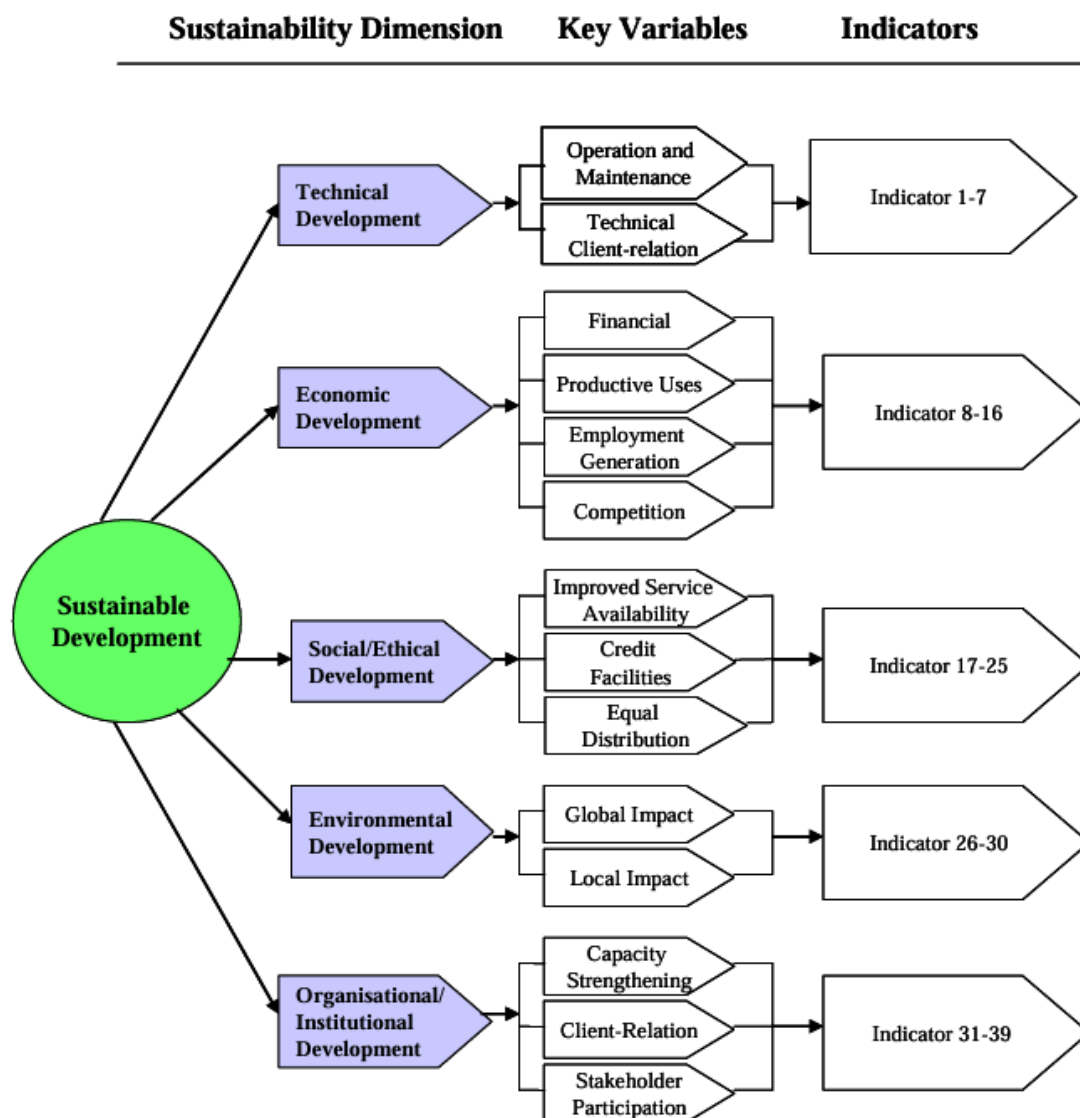 Sustainability Dimension
Key Variables
Indicators
Technical
Development
Operation and
Maintenance
Technical
Client-relation
Indicator 1-7
Economic
Development
Financial
Productive Uses
Employment
Generation
Competition
Indicator 8-16
Sustainable
Development
Social/Ethical
Development
Improved Service
Availability
Credit
Facilities
Equal
Distribution
Indicator 17-25
Environmental
Development
Global Impact
Local Impact
Indicator 26-30
Organisational/
Institutional
Development
Capacity
Strengthening
Client-Relation
Stakeholder
Participation
Indicator 31-39